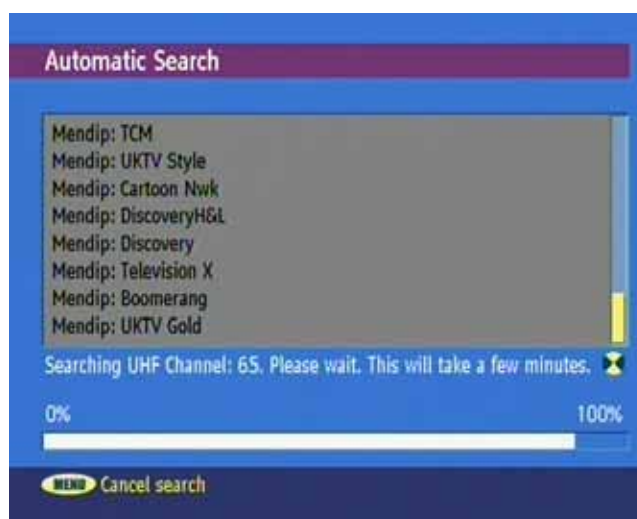 Automatic Search
Mendip: TCM
Mendip: UKTV Style
Mendip: Cartoon Nwk
Mendip: DiscoveryH&L
Mendip: Discovery
Mendip: Television X
Mendip: Boomerang
Mendip: UKTV Gold
Searching UHF Channel: 65. Please wait. This will take a few minutes.
0% 100%
MENU Cancel search